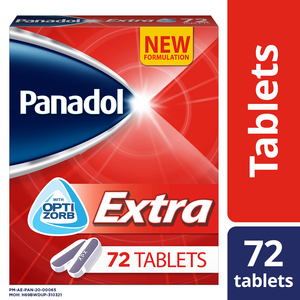 NEW
FORMULATION
Panadol
WITH
OPTI
ZORB
Extra
72 TABLETS
Tablets
72
tablets
PM-AE-PAN-20-00065
MOH: H69BWDUP-310321